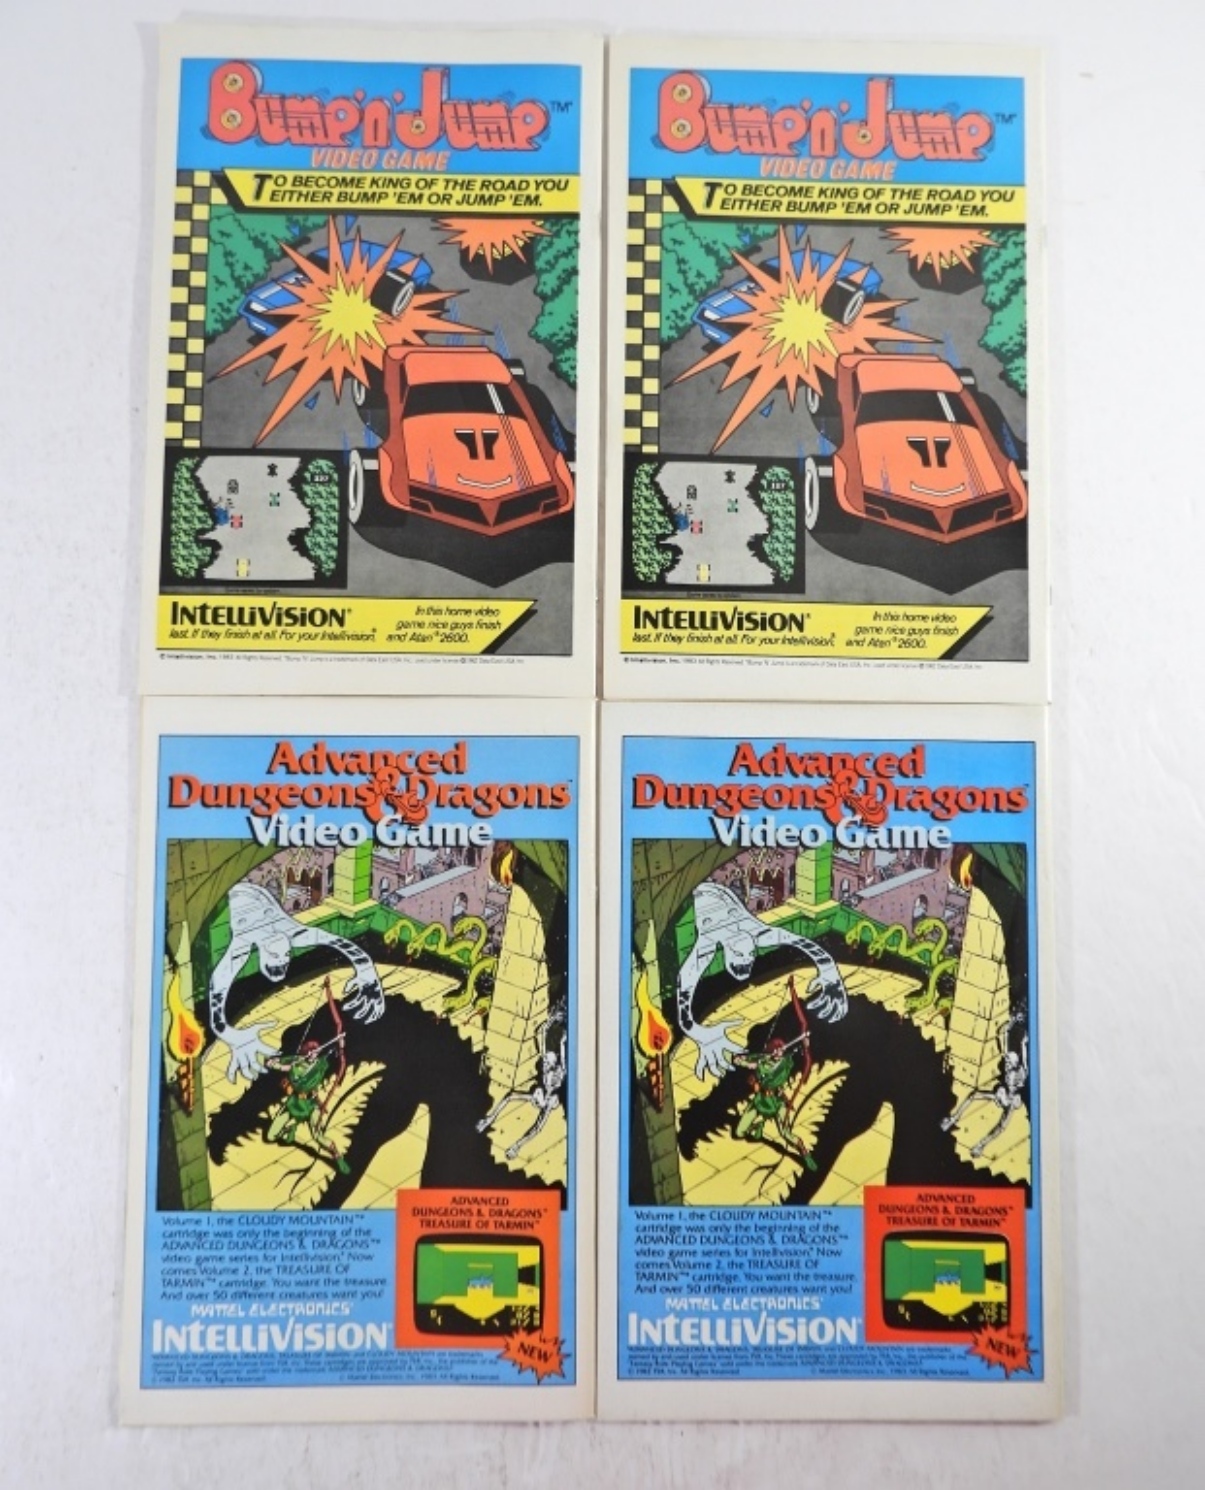 Bump 'n' Jump™
VIDEO GAME
TO BECOME KING OF THE ROAD YOU
EITHER BUMP 'EM OR JUMP 'EM.
INTELLIVISION®
In this home video
game nice guys finish
last. If they finish at all. For your Intellivision® and Atari® 2600.
Bump 'n' Jump™
VIDEO GAME
TO BECOME KING OF THE ROAD YOU
EITHER BUMP 'EM OR JUMP 'EM.
INTELLIVISION®
In this home video
game nice guys finish
last. If they finish at all. For your Intellivision® and Atari® 2600.
Advanced
Dungeons & Dragons™
Video Game
Volume 1, the CLOUDY MOUNTAIN™*
cartridge was only the beginning of the
ADVANCED DUNGEONS & DRAGONS™*
video game series for Intellivision® Now
comes Volume 2, the TREASURE OF
TARMIN™* cartridge. You want the treasure.
And over 50 different creatures want you!
MATTEL ELECTRONICS®
INTELLIVISION®
ADVANCED
DUNGEONS & DRAGONS™
TREASURE OF TARMIN™
NEW
Advanced
Dungeons & Dragons™
Video Game
Volume 1, the CLOUDY MOUNTAIN™*
cartridge was only the beginning of the
ADVANCED DUNGEONS & DRAGONS™*
video game series for Intellivision® Now
comes Volume 2, the TREASURE OF
TARMIN™* cartridge. You want the treasure.
And over 50 different creatures want you!
MATTEL ELECTRONICS®
INTELLIVISION®
ADVANCED
DUNGEONS & DRAGONS™
TREASURE OF TARMIN™
NEW